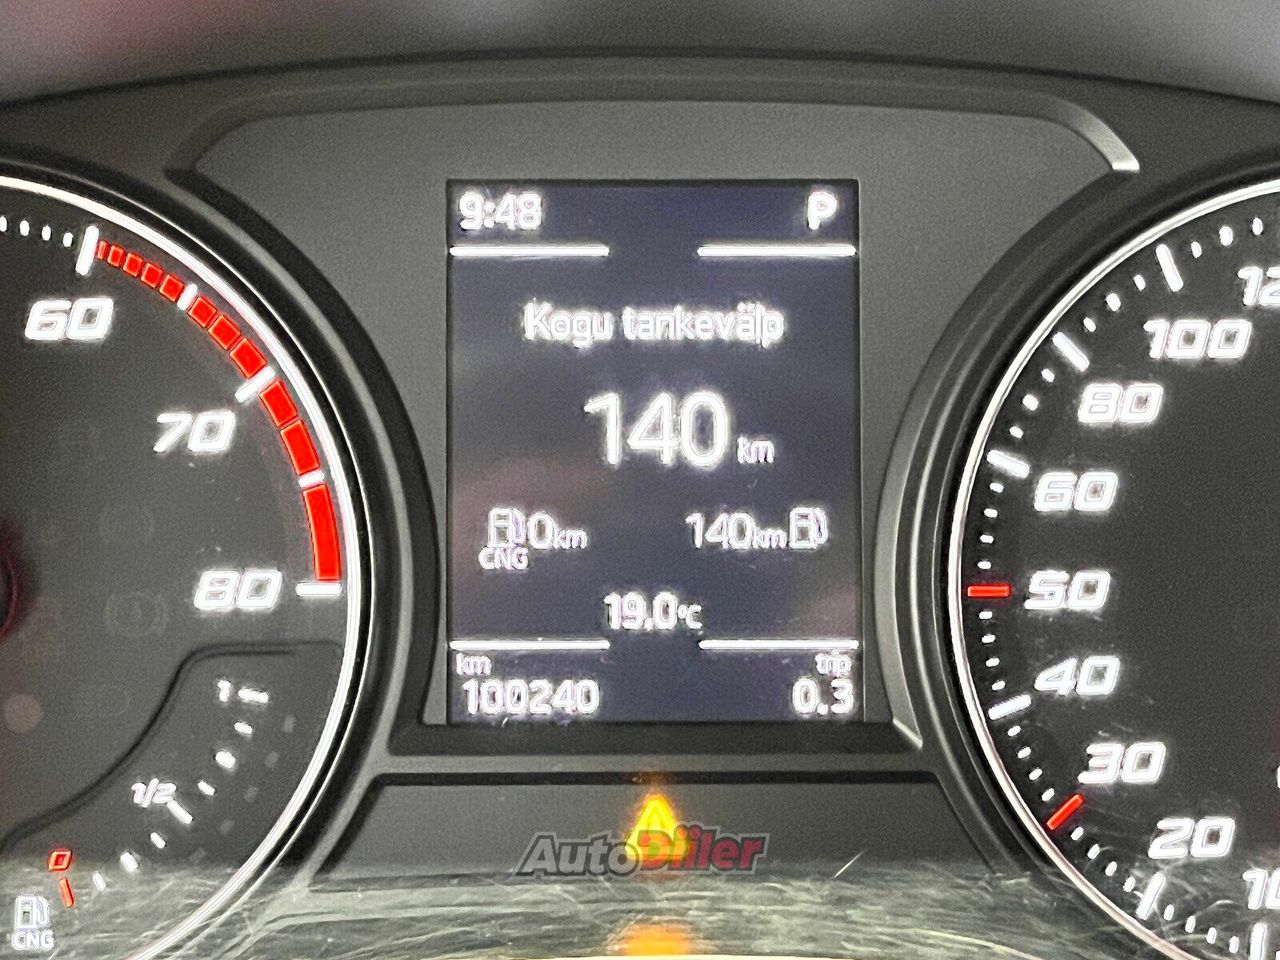 9:48 P
Kogu tankevälp
140 km
CNG 0km 140km
19.0°C
km trip
100240 0.3
60
70
80
1
1/2
0
CNG
100
80
60
50
40
30
20
AutoDiiler